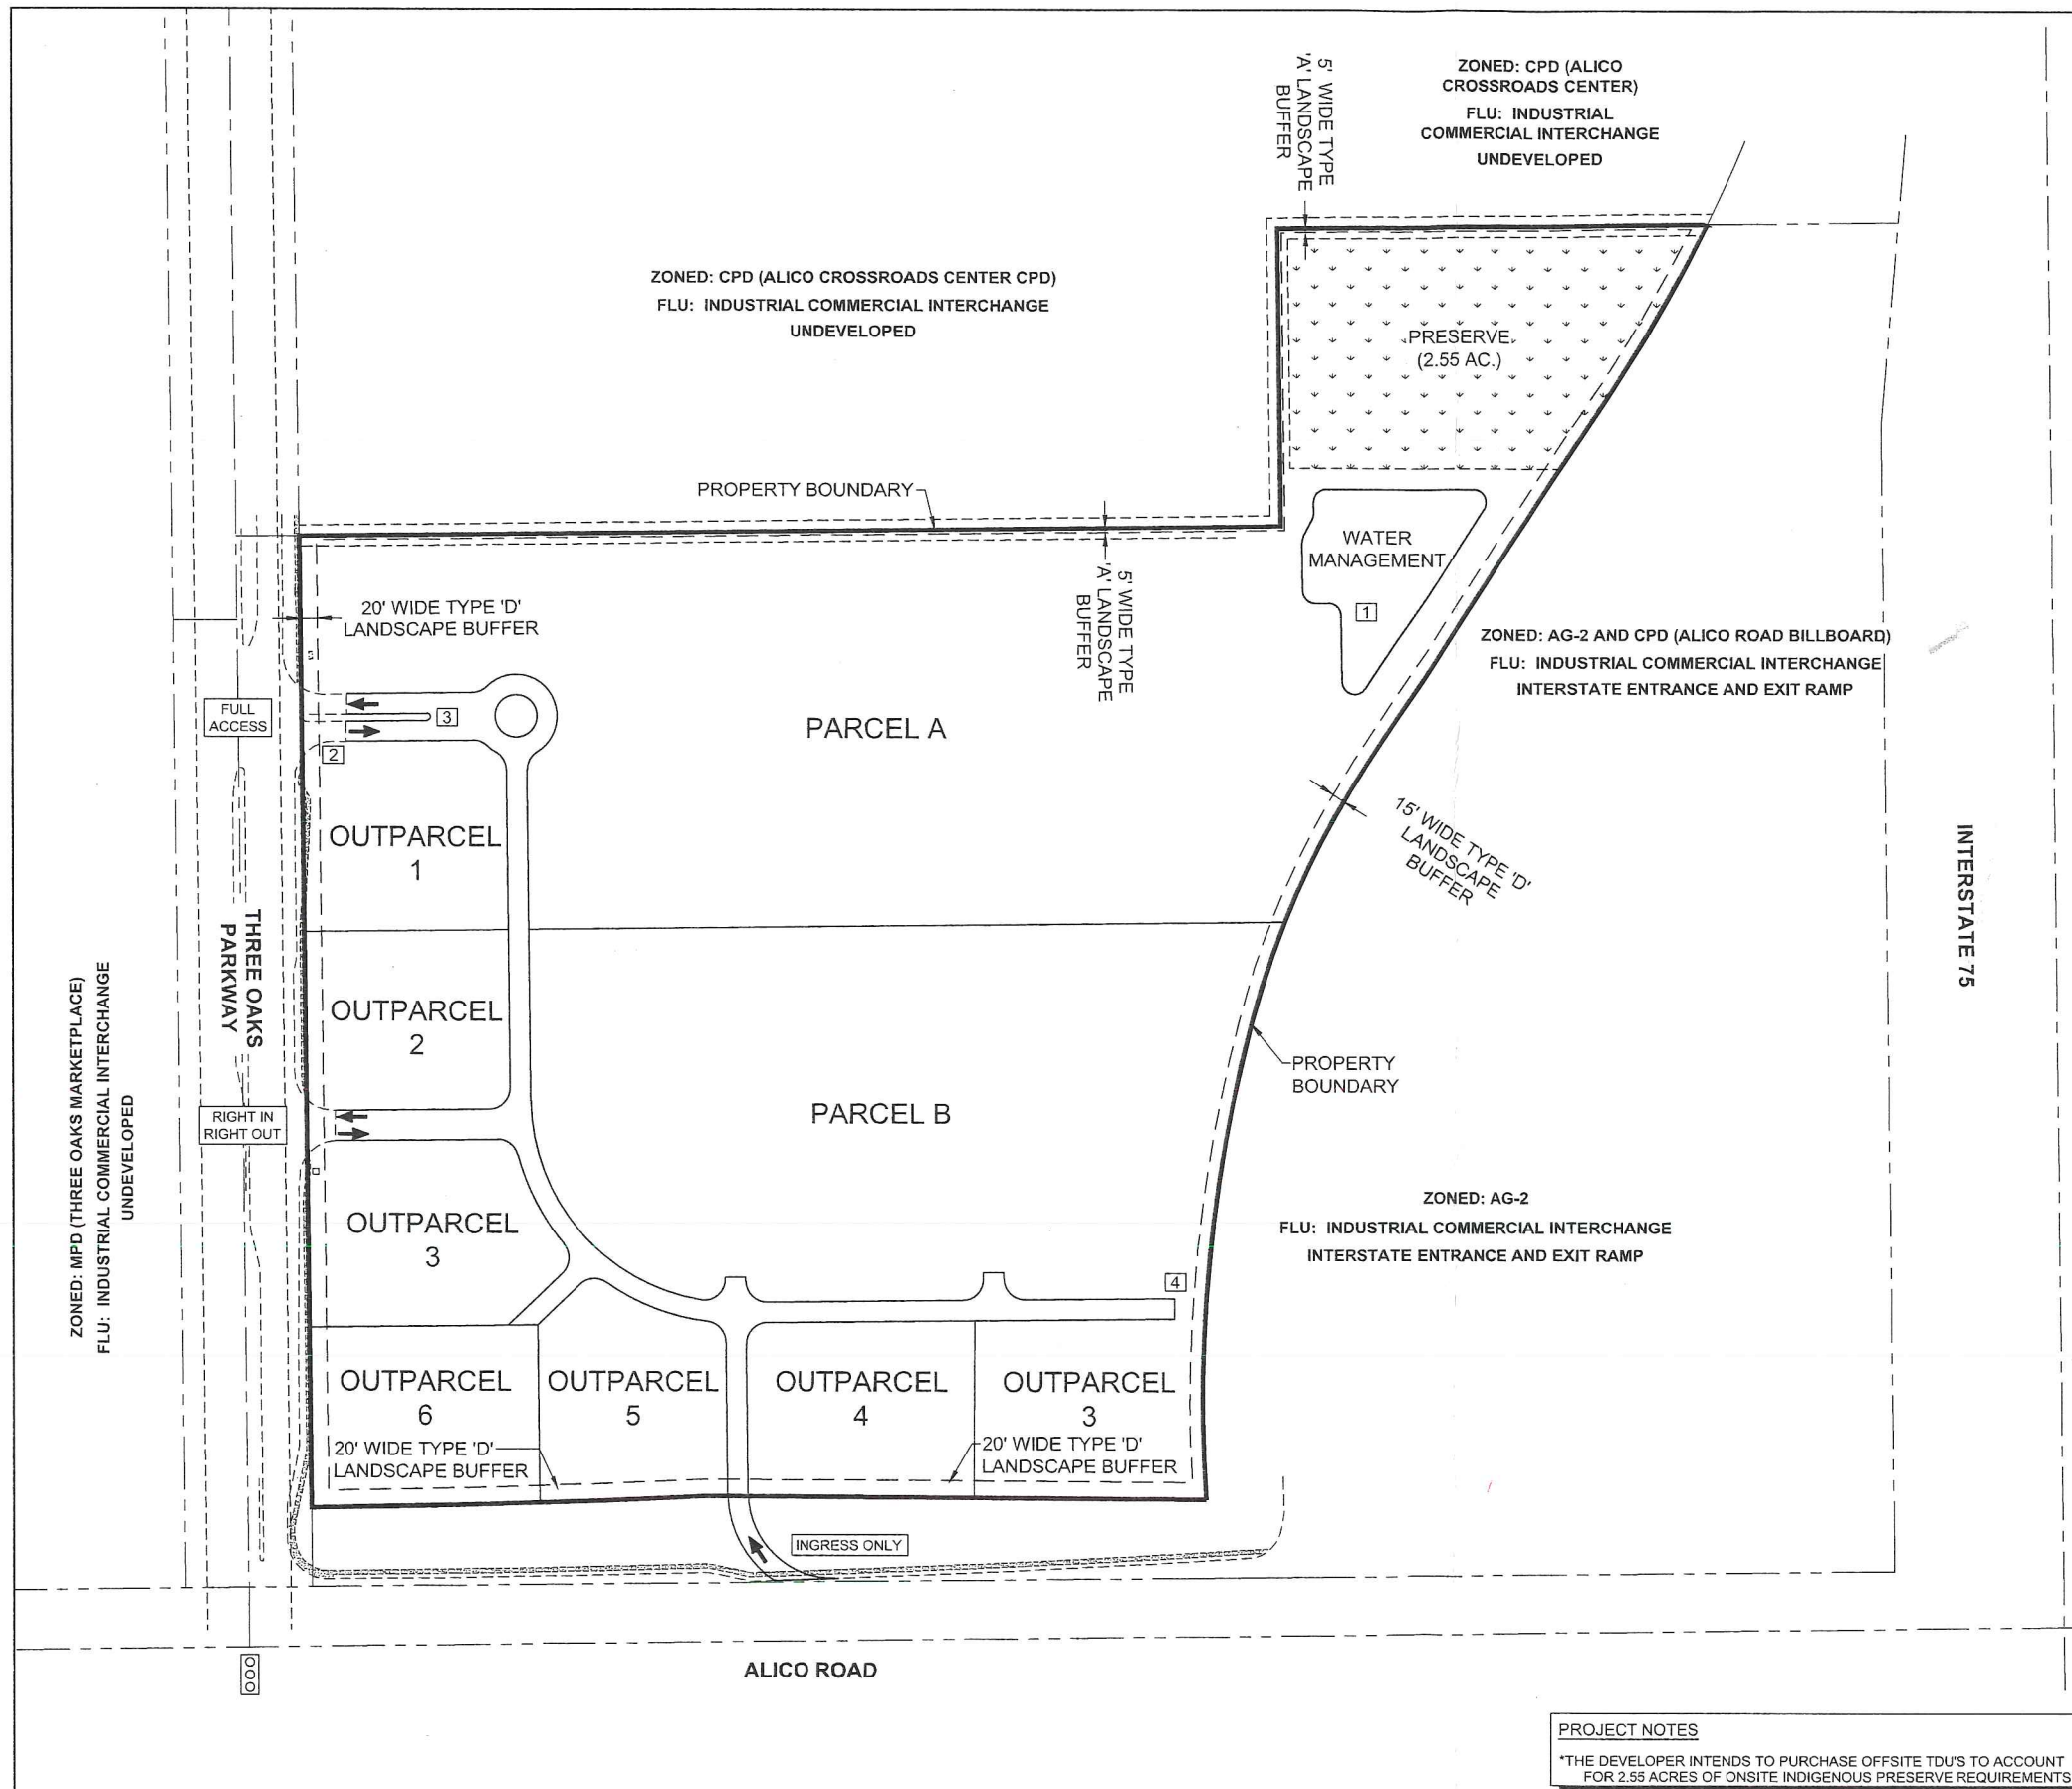 5' WIDE TYPE
'A' LANDSCAPE
BUFFER
ZONED: CPD (ALICO
CROSSROADS CENTER)
FLU: INDUSTRIAL
COMMERCIAL INTERCHANGE
UNDEVELOPED
ZONED: CPD (ALICO CROSSROADS CENTER CPD)
FLU: INDUSTRIAL COMMERCIAL INTERCHANGE
UNDEVELOPED
PRESERVE
(2.55 AC.)
PROPERTY BOUNDARY
WATER
MANAGEMENT
1
20' WIDE TYPE 'D'
LANDSCAPE BUFFER
5' WIDE TYPE
'A' LANDSCAPE
BUFFER
ZONED: AG-2 AND CPD (ALICO ROAD BILLBOARD)
FLU: INDUSTRIAL COMMERCIAL INTERCHANGE
INTERSTATE ENTRANCE AND EXIT RAMP
FULL
ACCESS
3
2
PARCEL A
15' WIDE TYPE 'D'
LANDSCAPE
BUFFER
OUTPARCEL
1
INTERSTATE 75
THREE OAKS
PARKWAY
ZONED: MPD (THREE OAKS MARKETPLACE)
FLU: INDUSTRIAL COMMERCIAL INTERCHANGE
UNDEVELOPED
OUTPARCEL
2
PROPERTY
BOUNDARY
RIGHT IN
RIGHT OUT
PARCEL B
OUTPARCEL
3
ZONED: AG-2
FLU: INDUSTRIAL COMMERCIAL INTERCHANGE
INTERSTATE ENTRANCE AND EXIT RAMP
4
OUTPARCEL
6
OUTPARCEL
5
OUTPARCEL
4
OUTPARCEL
3
20' WIDE TYPE 'D'
LANDSCAPE BUFFER
20' WIDE TYPE 'D'
LANDSCAPE BUFFER
INGRESS ONLY
ALICO ROAD
PROJECT NOTES
*THE DEVELOPER INTENDS TO PURCHASE OFFSITE TDU'S TO ACCOUNT
FOR 2.55 ACRES OF ONSITE INDIGENOUS PRESERVE REQUIREMENTS